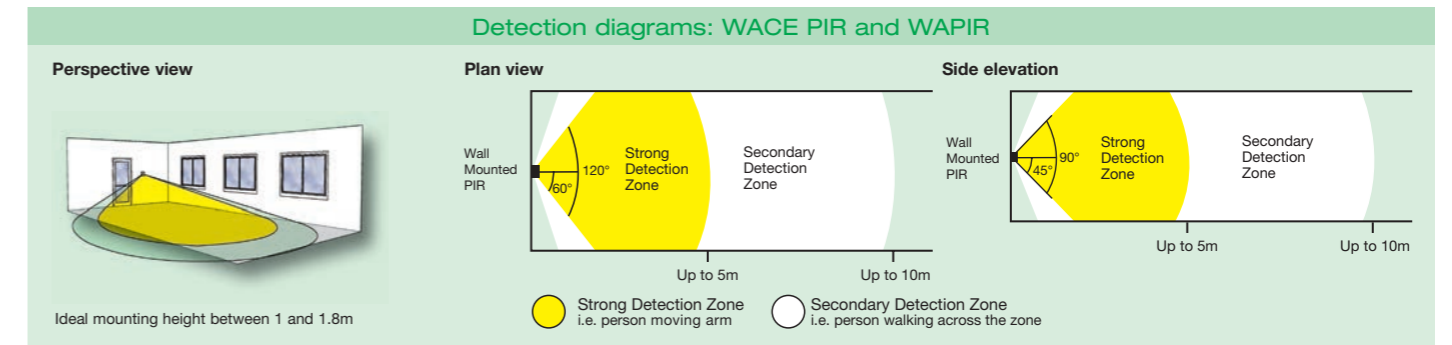 Detection diagrams: WACE PIR and WAPIR
Perspective view
Ideal mounting height between 1 and 1.8m
Plan view
Wall
Mounted
PIR
120°
60°
Strong
Detection
Zone
Secondary
Detection
Zone
Up to 5m
Up to 10m
Side elevation
Wall
Mounted
PIR
90°
45°
Strong
Detection
Zone
Secondary
Detection
Zone
Up to 5m
Up to 10m
Strong Detection Zone
i.e. person moving arm
Secondary Detection Zone
i.e. person walking across the zone